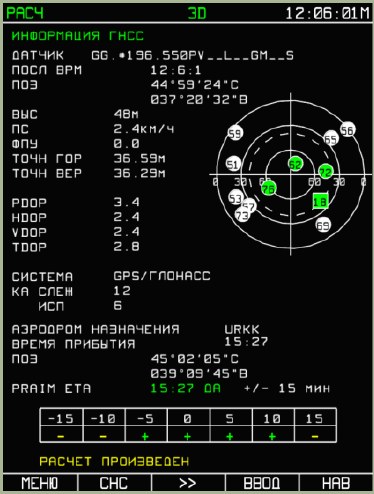 РАСЧ 3D 12:06:01М
ИНФОРМАЦИЯ ГНСС
ДАТЧИК GG.*196.550PV__L__GM__S
ПОСЛ ВРМ 12:6:1
ПОЗ 44°59'24"С
037°20'32"В
ВЫС 48м
ПС 2.4км/ч
ФПУ 0.0
ТОЧН ГОР 36.59м
ТОЧН ВЕР 36.29м
PDOP 3.4
HDOP 2.4
VDOP 2.4
TDOP 2.8
59
56
65
51
62
72
78
53
57
73
18
69
0 30 60 60 30 0
СИСТЕМА GPS/ГЛОНАСС
КА СЛЕЖ 12
ИСП 6
АЭРОДРОМ НАЗНАЧЕНИЯ URKK
ВРЕМЯ ПРИБЫТИЯ 15:27
ПОЗ 45°02'05"С
039°09'45"В
PRAIM ETA 15:27 ДА +/- 15 мин
-15 -10 -5 0 5 10 15
- - + + + + -
РАСЧЕТ ПРОИЗВЕДЕН
МЕНЮ СНС >> ВВОД НАВ